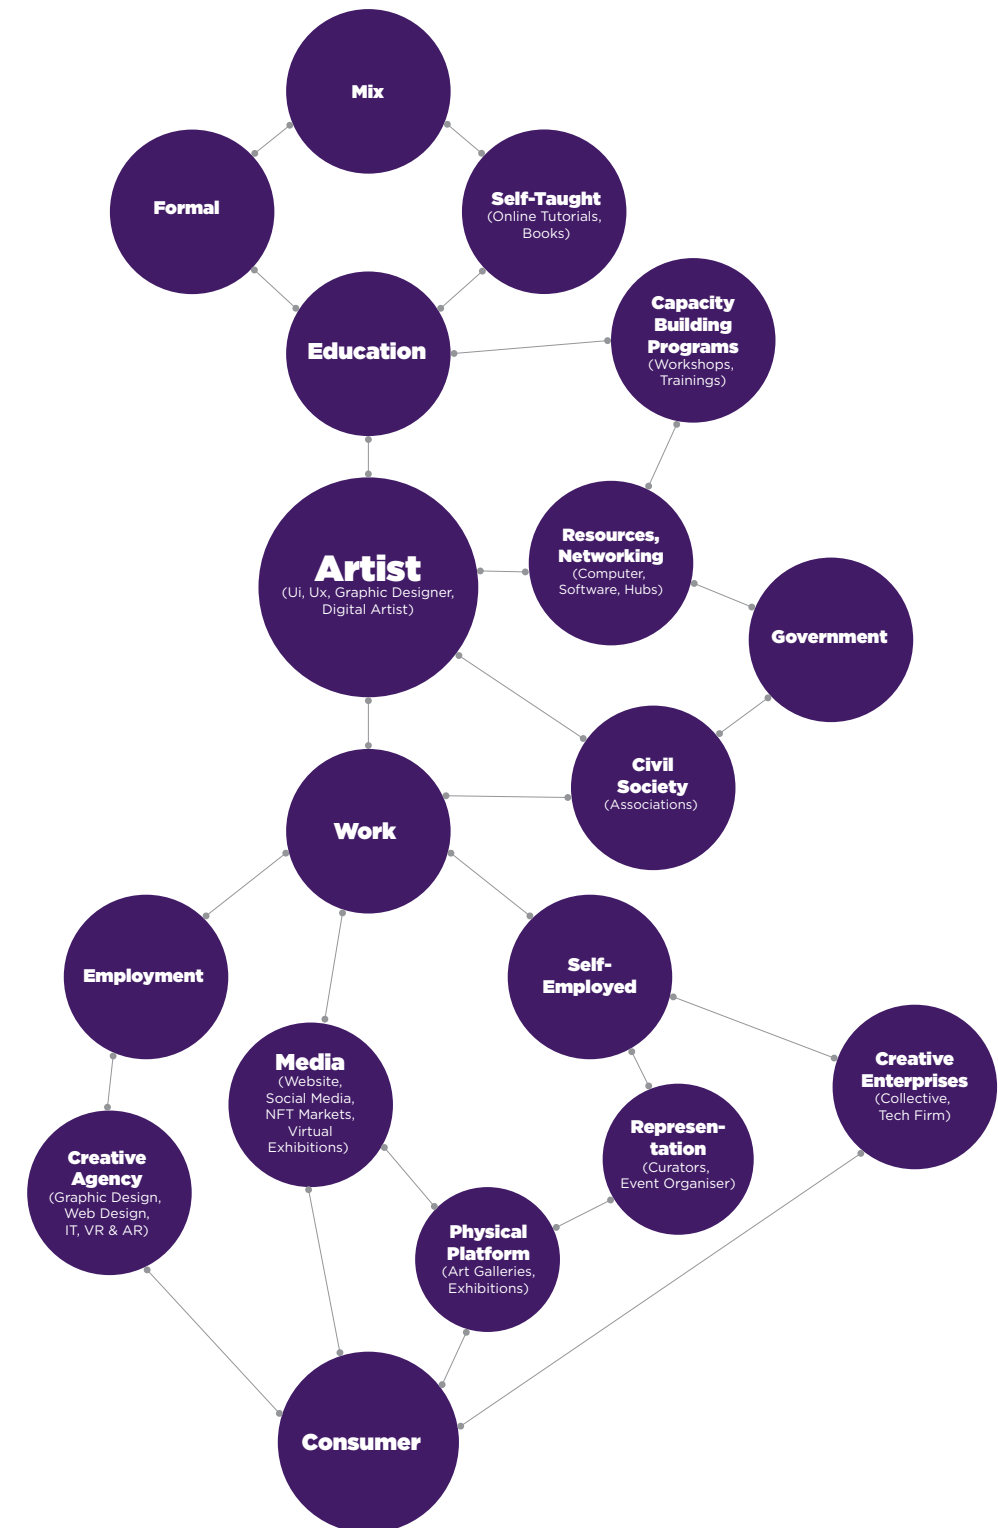 Mix
Formal
Self-Taught
(Online Tutorials,
Books)
Education
Capacity
Building
Programs
(Workshops,
Trainings)
Artist
(Ui, Ux, Graphic Designer,
Digital Artist)
Resources,
Networking
(Computer,
Software, Hubs)
Government
Civil
Society
(Associations)
Work
Employment
Self-
Employed
Media
(Website,
Social Media,
NFT Markets,
Virtual
Exhibitions)
Creative
Enterprises
(Collective,
Tech Firm)
Represen-
tation
(Curators,
Event Organiser)
Creative
Agency
(Graphic Design,
Web Design,
IT, VR & AR)
Physical
Platform
(Art Galleries,
Exhibitions)
Consumer